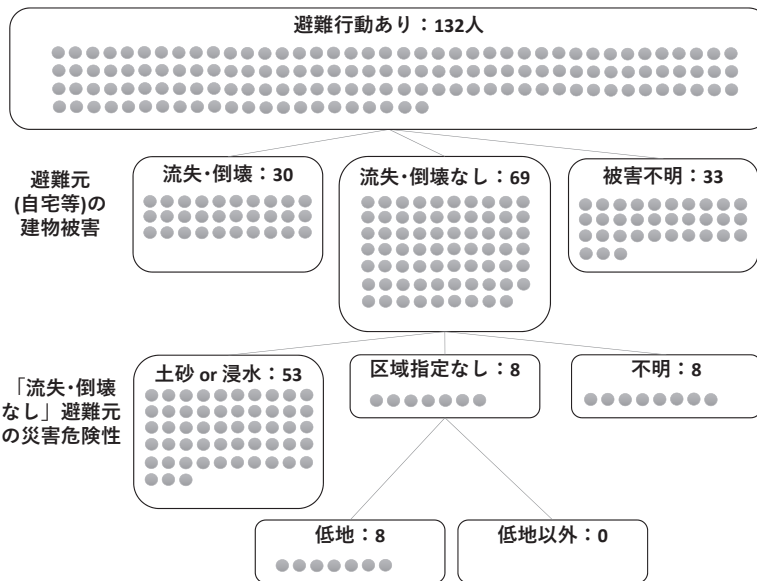 避難行動あり：132人
避難元
(自宅等)の
建物被害
流失･倒壊：30
流失･倒壊なし：69
被害不明：33
「流失･倒壊
なし」避難元
の災害危険性
土砂 or 浸水：53
区域指定なし：8
不明：8
低地：8
低地以外：0